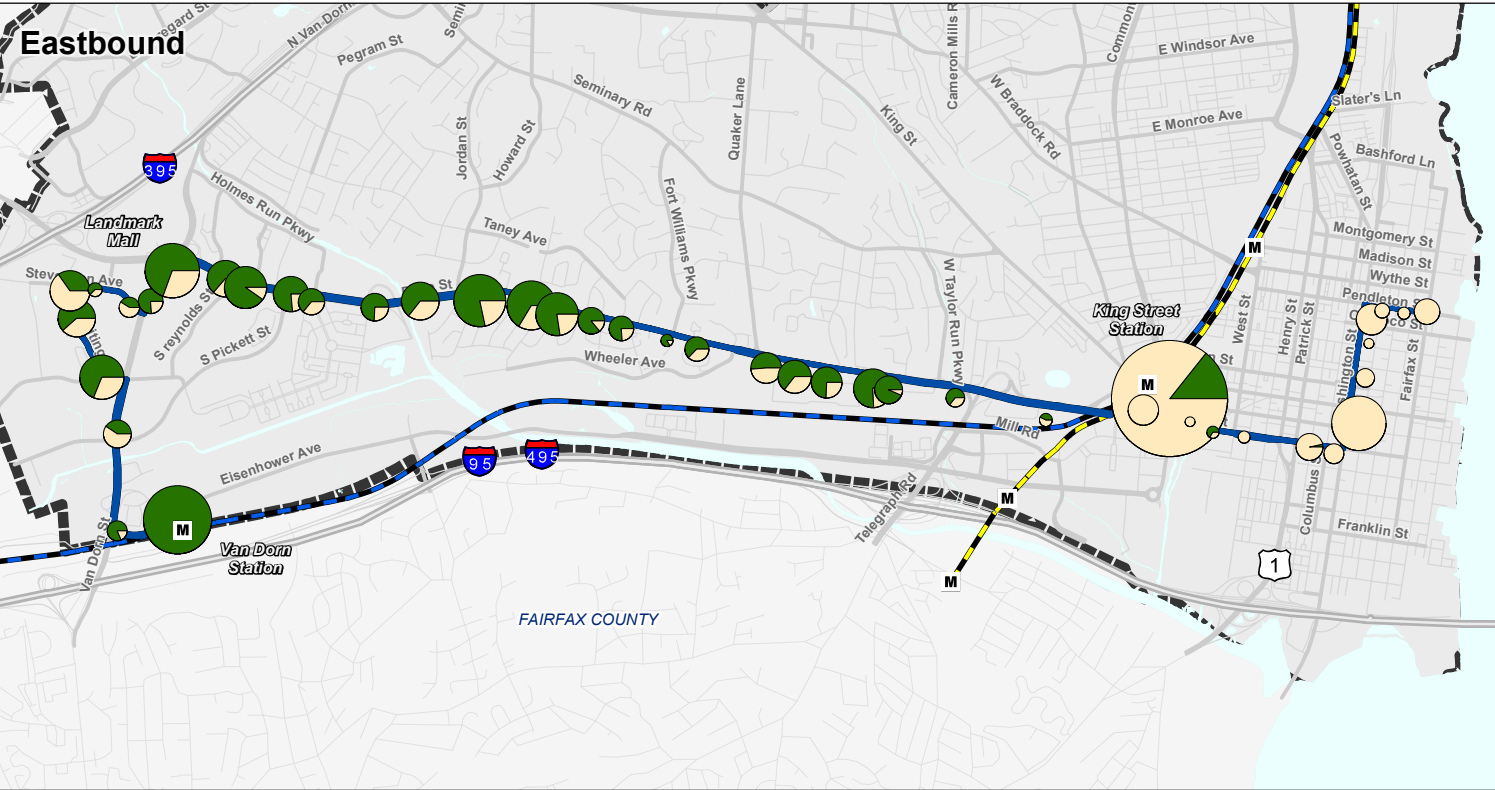 Eastbound
N Van-Dorn
Pegram St
Seminary Rd
Jordan St
Howard St
Quaker Lane
King St
Cameron Mills R
W Braddock Rd
Common
E Windsor Ave
E Monroe Ave
Slater's Ln
Powhatan St
Bashford Ln
395
Holmes Run Pkwy
Landmark
Mall
Taney Ave
Fort Williams Pkwy
W Taylor Run Pkwy
Montgomery St
Madison St
Wythe St
Pendleton S
M
King Street
Station
West St
Henry St
Patrick St
Fairfax St
S reynolds St
S Pickett St
Wheeler Ave
M
Mill Rd
Eisenhower Ave
95
495
M
Telegraph Rd
Columbus S
Franklin St
Van Dorn St
M
Van Dorn
Station
M
1
FAIRFAX COUNTY